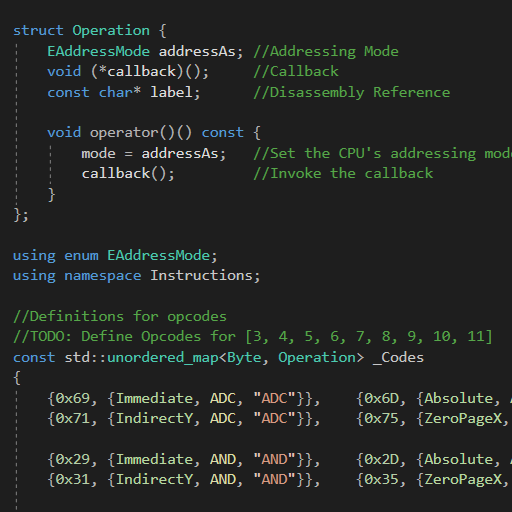 struct Operation {
EAddressMode addressAs; //Addressing Mode
void (*callback)(); //Callback
const char* label; //Disassembly Reference
void operator()() const {
mode = addressAs; //Set the CPU's addressing mod
callback(); //Invoke the callback
}
};
using enum EAddressMode;
using namespace Instructions;
//Definitions for opcodes
//TODO: Define Opcodes for [3, 4, 5, 6, 7, 8, 9, 10, 11]
const std::unordered_map<Byte, Operation> _Codes
{
{0x69, {Immediate, ADC, "ADC"}}, {0x6D, {Absolute,
{0x71, {IndirectY, ADC, "ADC"}}, {0x75, {ZeroPageX,
{0x29, {Immediate, AND, "AND"}}, {0x2D, {Absolute,
{0x31, {IndirectY, AND, "AND"}}, {0x35, {ZeroPageX,